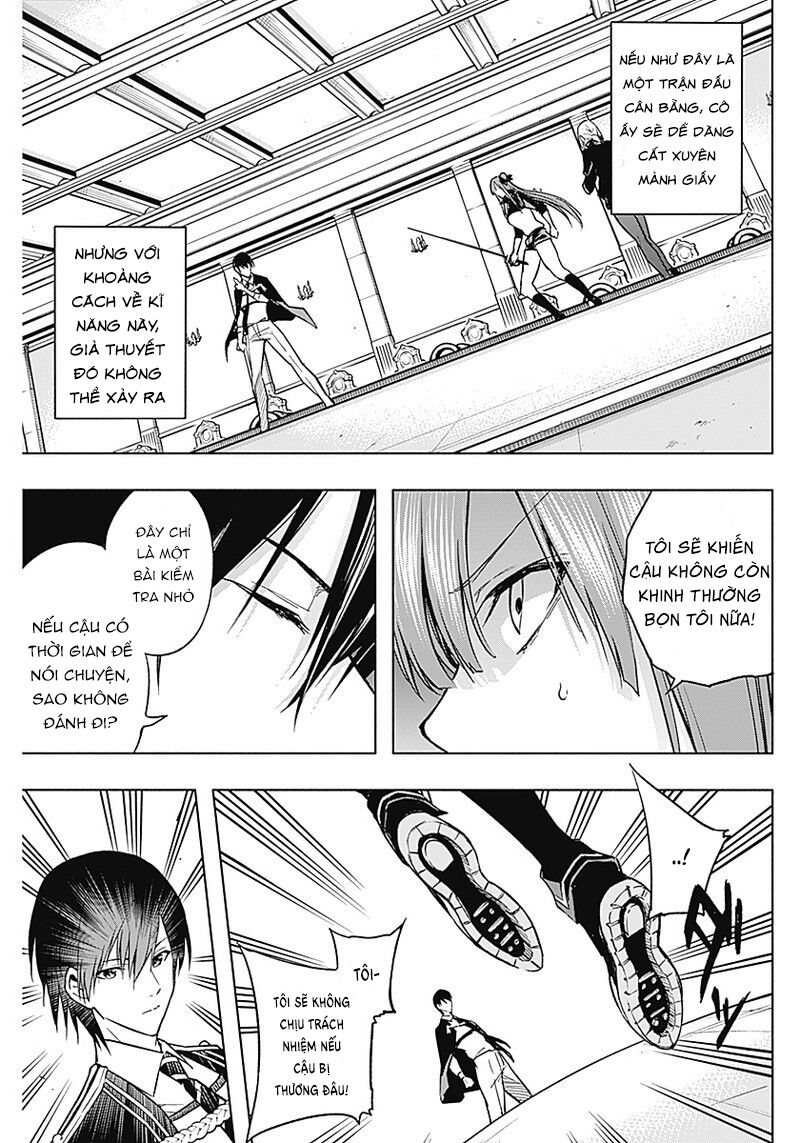 NẾU NHƯ ĐÂY LÀ
MỘT TRẬN ĐẤU
CÂN BẰNG, CÔ
ẤY SẼ DỄ DÀNG
CẮT XUYÊN
MẢNH GIẤY
NHƯNG VỚI
KHOẢNG
CÁCH VỀ KĨ
NĂNG NÀY,
GIẢ THUYẾT
ĐÓ KHÔNG
THỂ XẢY RA
TÔI SẼ KHIẾN
CẬU KHÔNG CÒN
KHINH THƯỜNG
BỌN TÔI NỮA!
ĐÂY CHỈ
LÀ MỘT
BÀI KIỂM
TRA NHỎ
NẾU CẬU CÓ
THỜI GIAN ĐỂ
NÓI CHUYỆN,
SAO KHÔNG
ĐÁNH ĐI?
..!
TÔI-
TÔI SẼ KHÔNG
CHỊU TRÁCH
NHIỆM NẾU
CẬU BỊ
THƯƠNG ĐÂU!